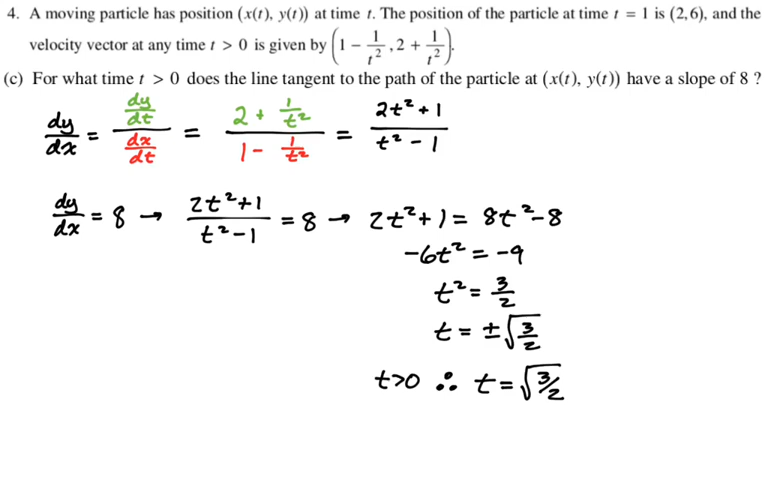 4. A moving particle has position (x(t), y(t)) at time t. The position of the particle at time t = 1 is (2,6), and the
velocity vector at any time t > 0 is given by (1 − 1/t², 2 + 1/t²).
(c) For what time t > 0 does the line tangent to the path of the particle at (x(t), y(t)) have a slope of 8 ?
dy/dx = (dy/dt)/(dx/dt) = (2 + 1/t²)/(1 − 1/t²) = (2t² + 1)/(t² − 1)
dy/dx = 8 → (2t²+1)/(t²−1) = 8 → 2t²+1 = 8t²−8
−6t² = −9
t² = 3/2
t = ±√(3/2)
t>0 ∴ t = √(3/2)